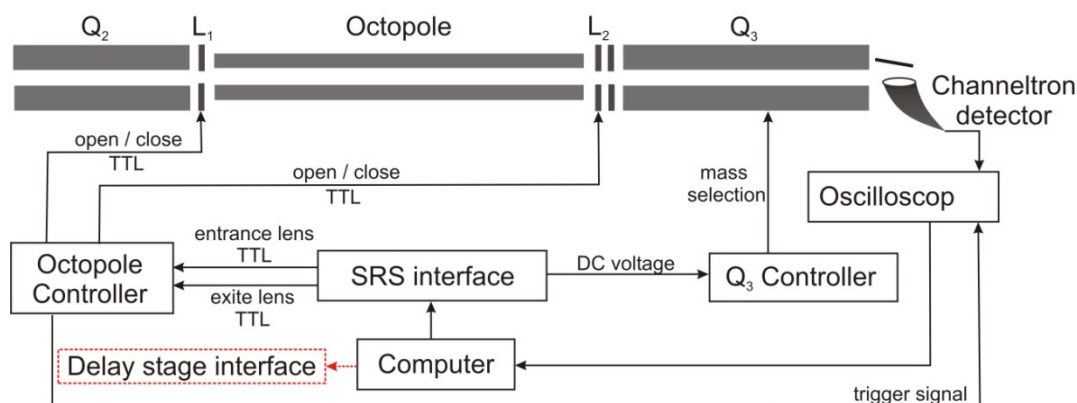 Q₂
L₁
Octopole
L₂
Q₃
Channeltron
detector
open / close
TTL
open / close
TTL
mass
selection
Oscilloscop
entrance lens
TTL
Octopole
Controller
SRS interface
DC voltage
Q₃ Controller
exite lens
TTL
Delay stage interface
Computer
trigger signal